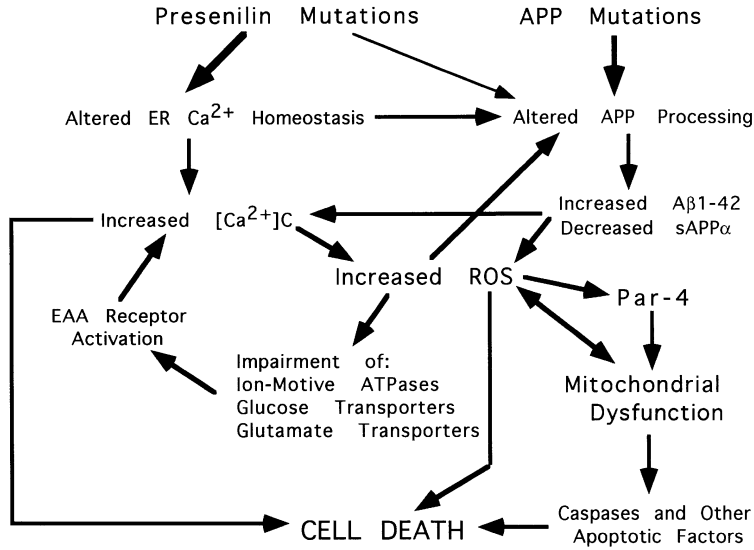 Presenilin Mutations
APP Mutations
Altered ER Ca²⁺ Homeostasis
Altered APP Processing
Increased [Ca²⁺]C
Increased Aβ1-42
Decreased sAPPα
Increased ROS
Par-4
EAA Receptor
Activation
Impairment of:
Ion-Motive ATPases
Glucose Transporters
Glutamate Transporters
Mitochondrial
Dysfunction
Caspases and Other
Apoptotic Factors
CELL DEATH